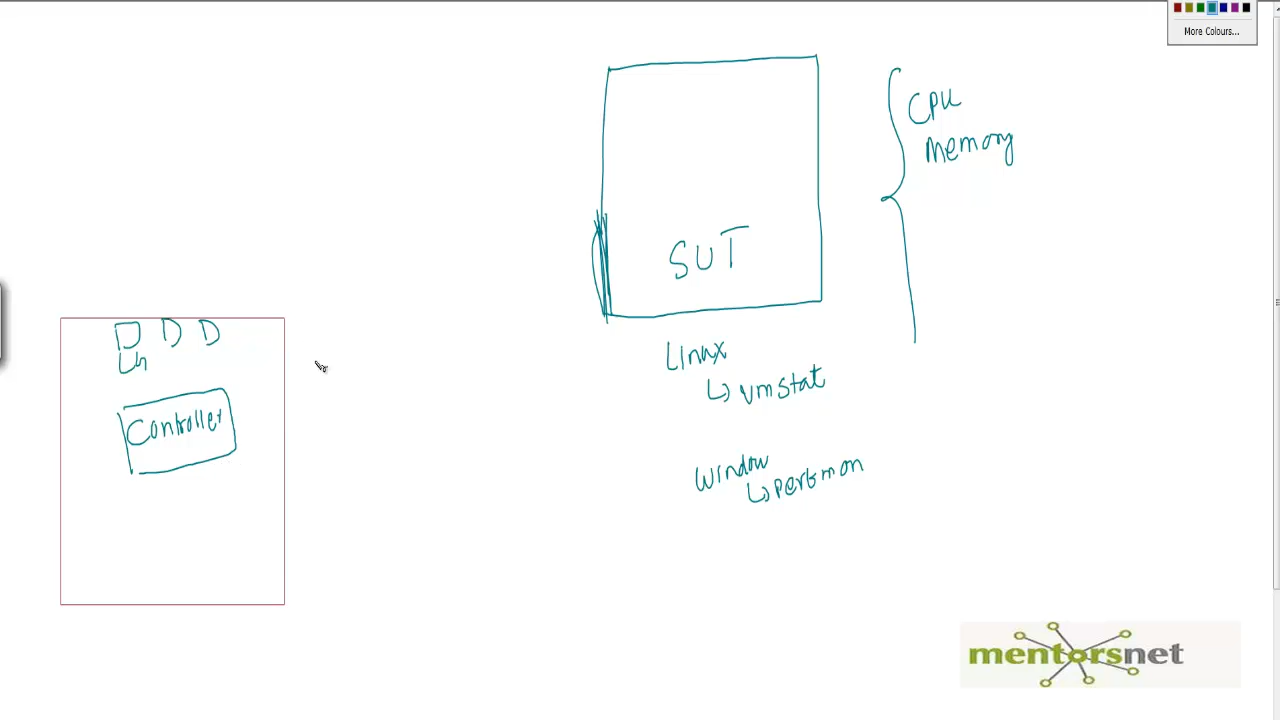 More Colours...
CPU
Memory
SUT
D D D
Controller
Linux
↳ vmstat
Window
↳ perfmon
mentorsnet